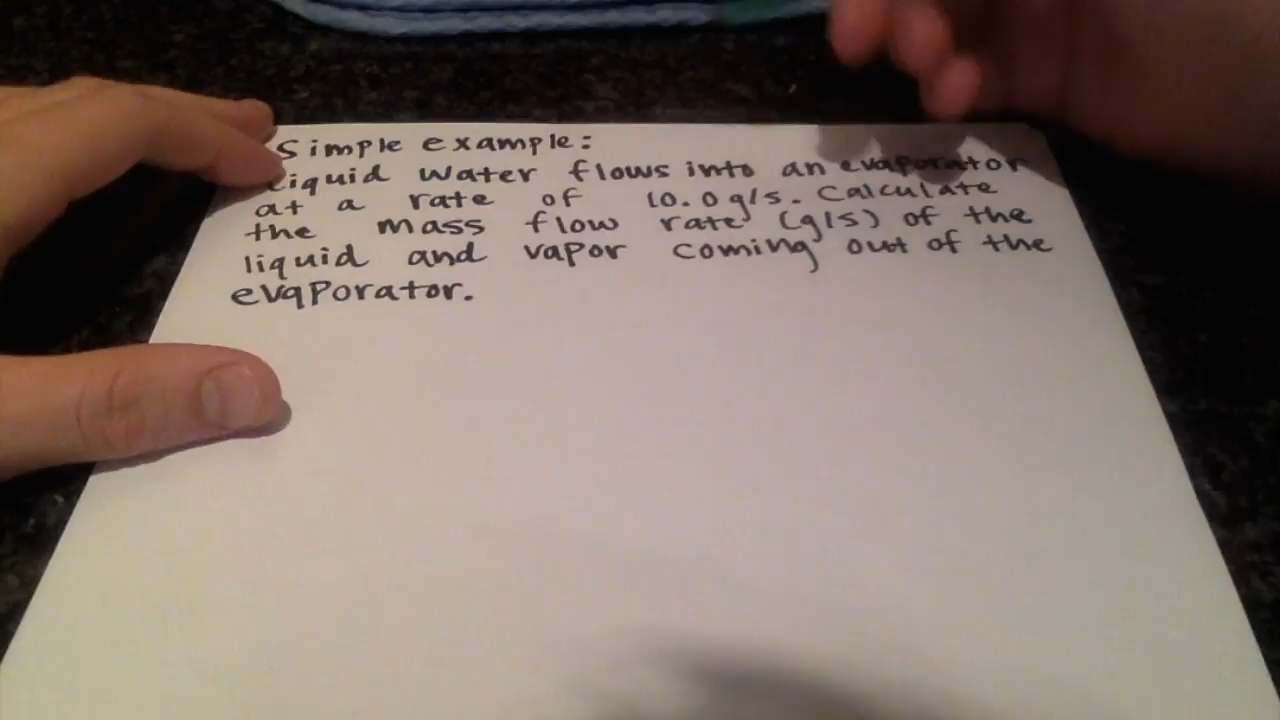 simple example:
Liquid water flows into an evaporator
at a rate of 10.0 g/s. Calculate
the mass flow rate (g/s) of the
liquid and vapor coming out of the
evaporator.